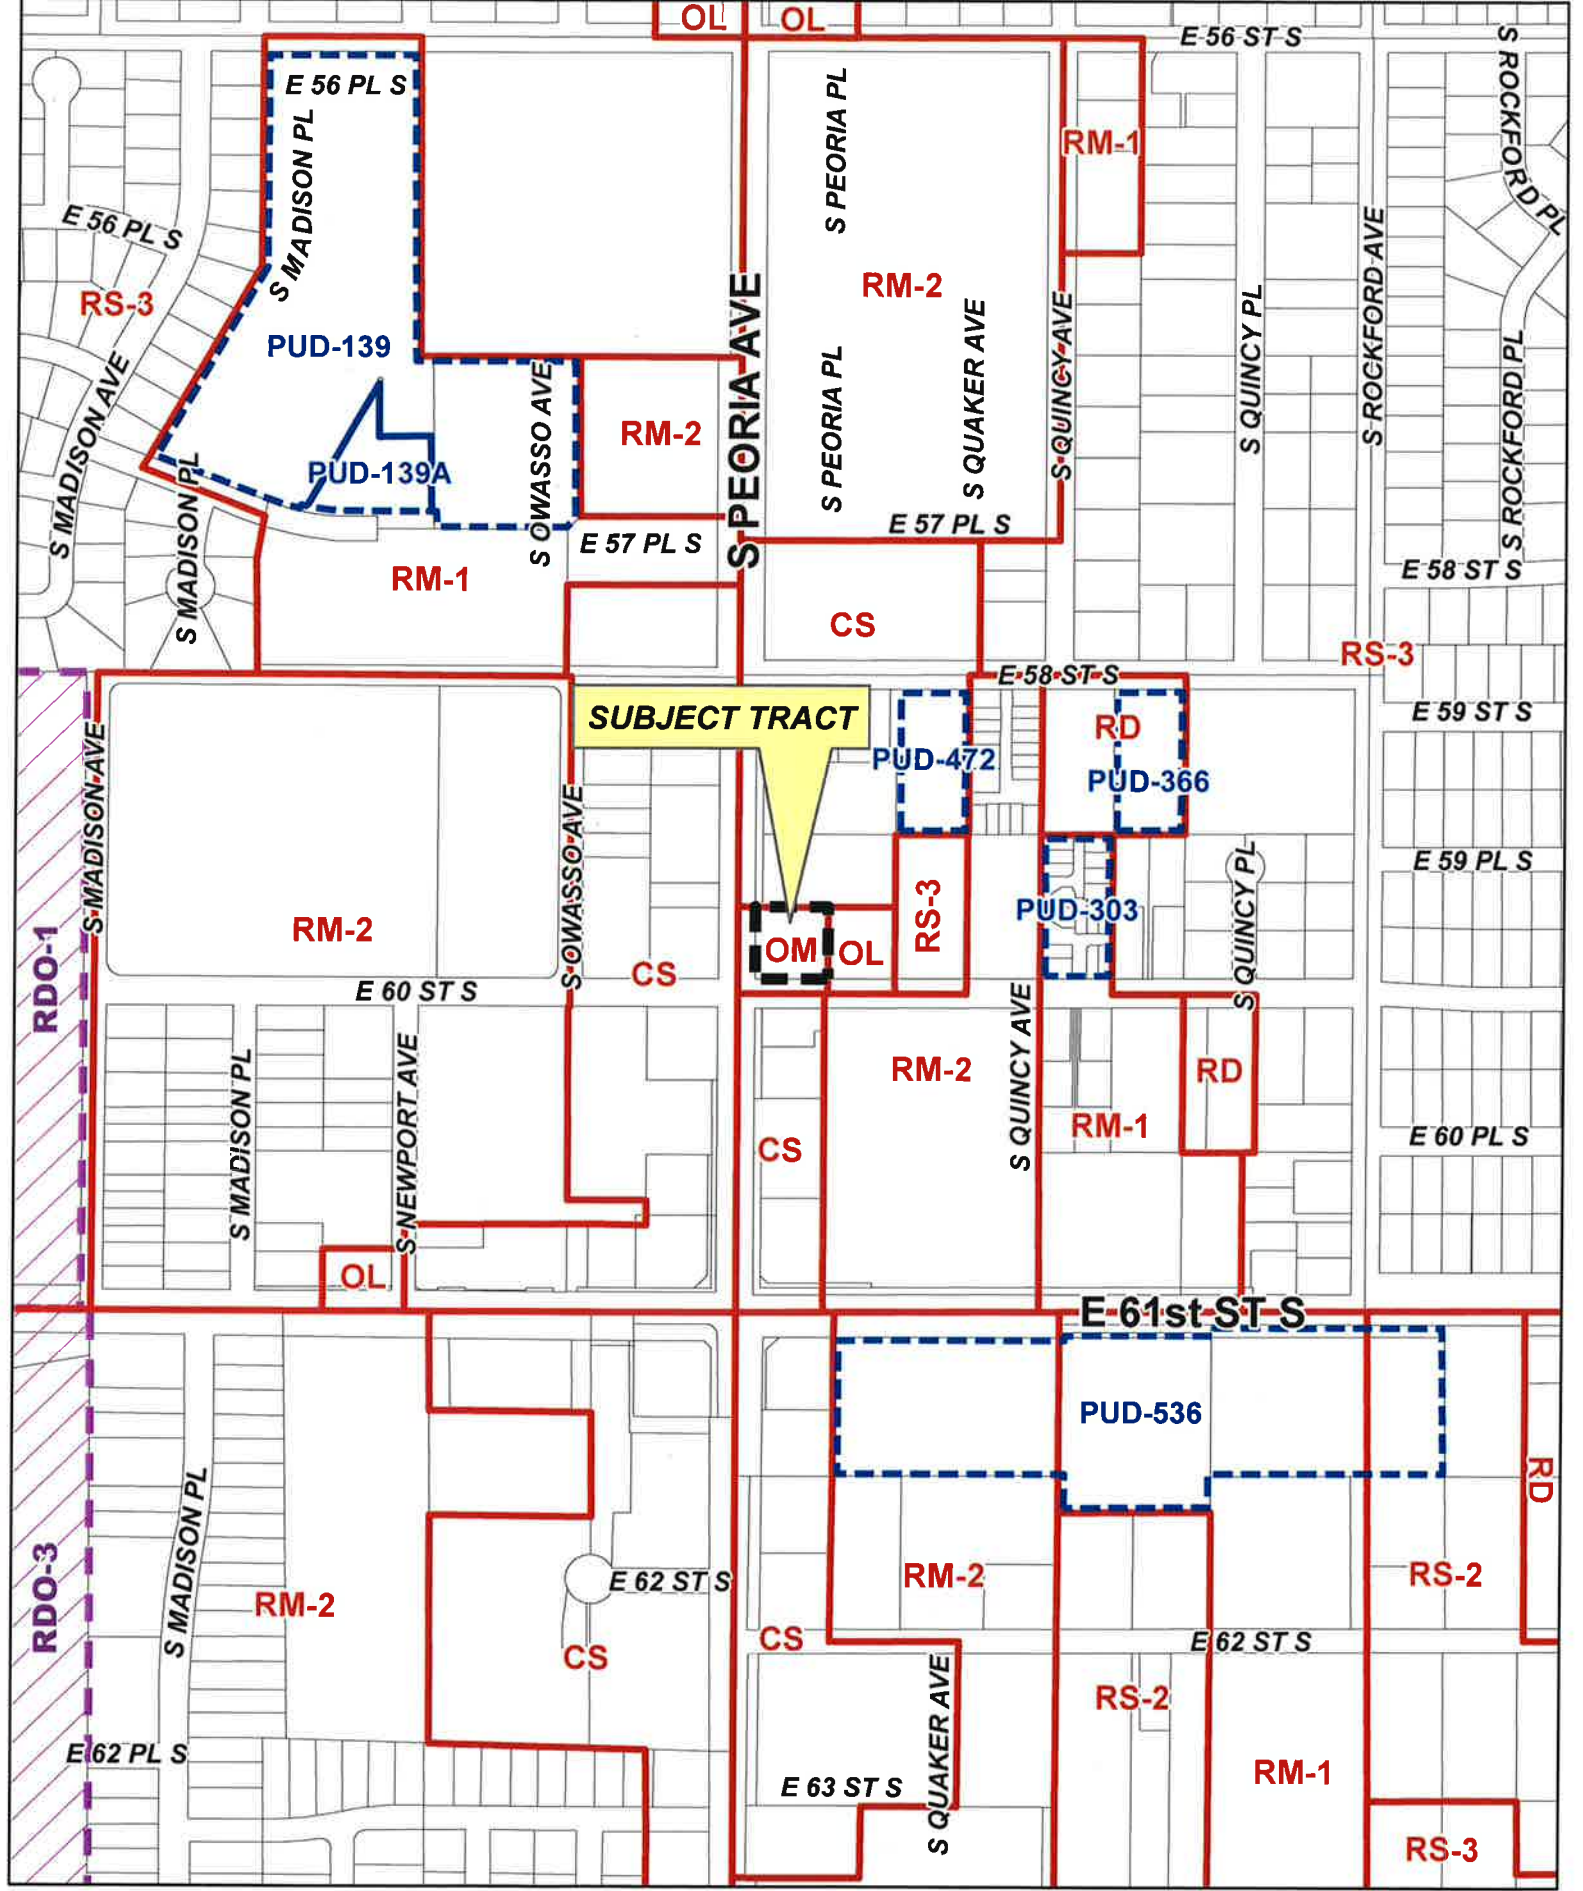 OL
OL
E 56 ST S
S ROCKFORD PL
E 56 PL S
S MADISON PL
S PEORIA PL
RM-1
E 56 PL S
RS-3
PUD-139
S MADISON AVE
S PEORIA AVE
RM-2
S PEORIA PL
S QUAKER AVE
S QUINCY AVE
S QUINCY PL
S ROCKFORD AVE
S ROCKFORD PL
PUD-139A
S MADISON PL
S OWASSO AVE
RM-2
E 57 PL S
E 57 PL S
RM-1
CS
E 58 ST S
RS-3
E 58 ST S
SUBJECT TRACT
PUD-472
RD
PUD-366
E 59 ST S
S MADISON AVE
S OWASSO AVE
RM-2
RS-3
PUD-303
S QUINCY PL
E 59 PL S
RDO-1
CS
OM
OL
E 60 ST S
S MADISON PL
S NEWPORT AVE
RM-2
S QUINCY AVE
RD
RM-1
CS
E 60 PL S
OL
E 61st ST S
PUD-536
RD
S MADISON PL
RDO-3
RM-2
E 62 ST S
CS
CS
RM-2
RS-2
E 62 ST S
S QUAKER AVE
RS-2
E 62 PL S
E 63 ST S
RM-1
RS-3